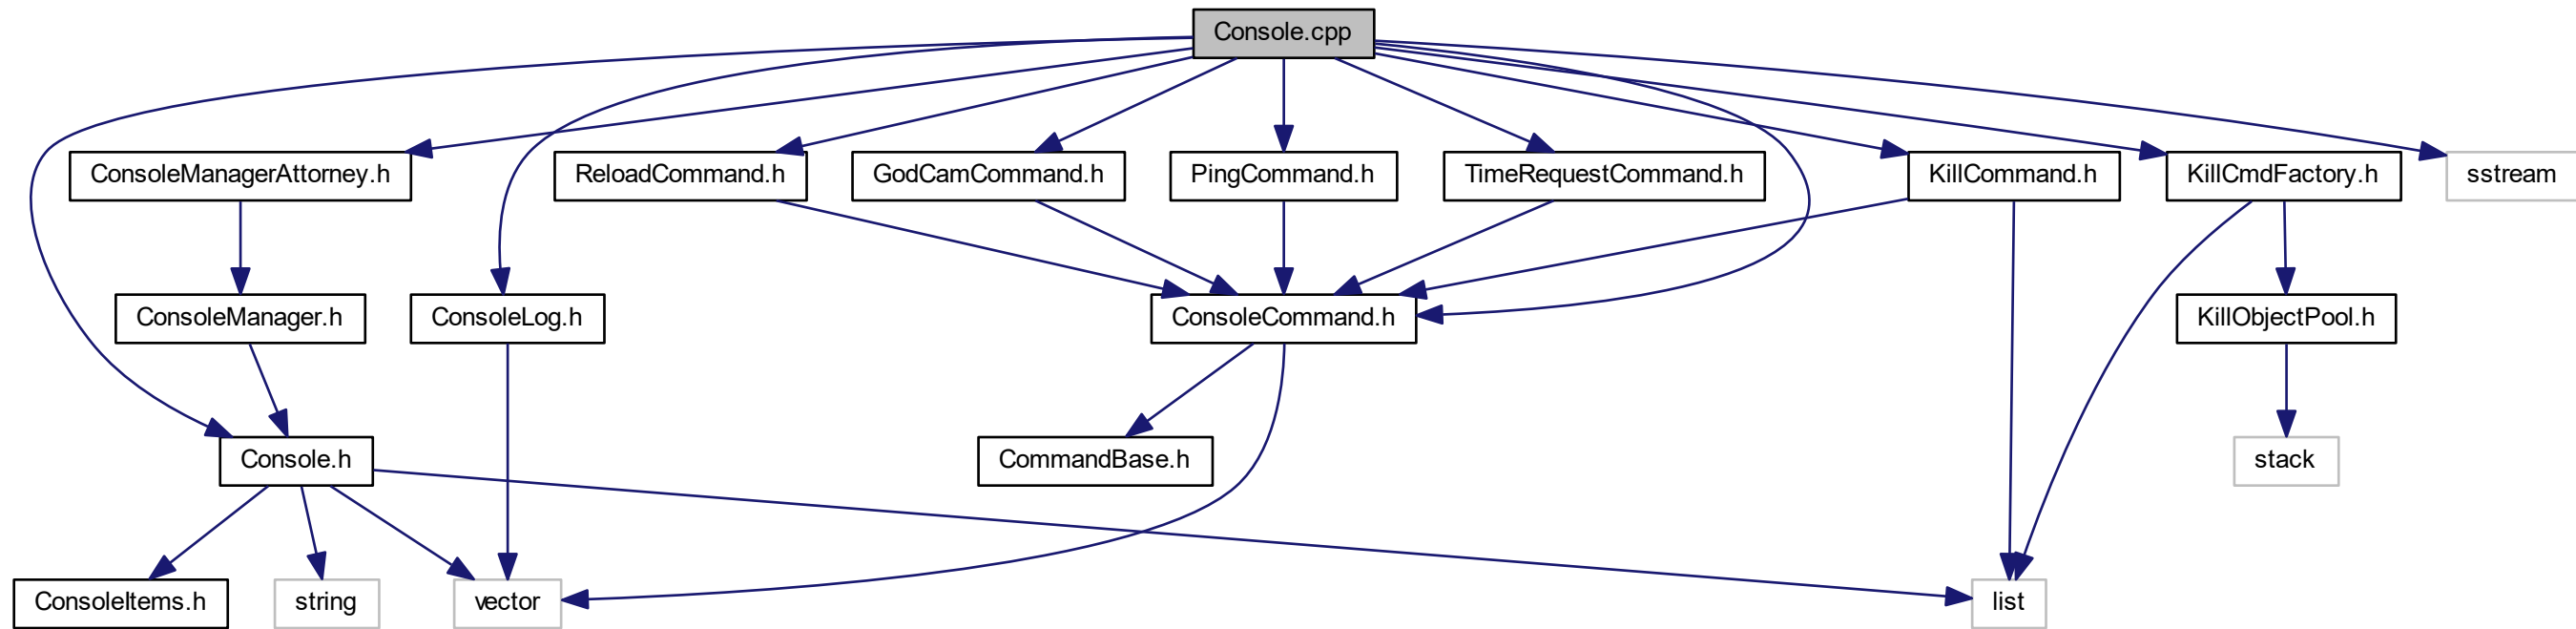 Console.cpp
ConsoleManagerAttorney.h
ReloadCommand.h
GodCamCommand.h
PingCommand.h
TimeRequestCommand.h
KillCommand.h
KillCmdFactory.h
sstream
ConsoleManager.h
ConsoleLog.h
ConsoleCommand.h
KillObjectPool.h
Console.h
CommandBase.h
stack
ConsoleItems.h
string
vector
list